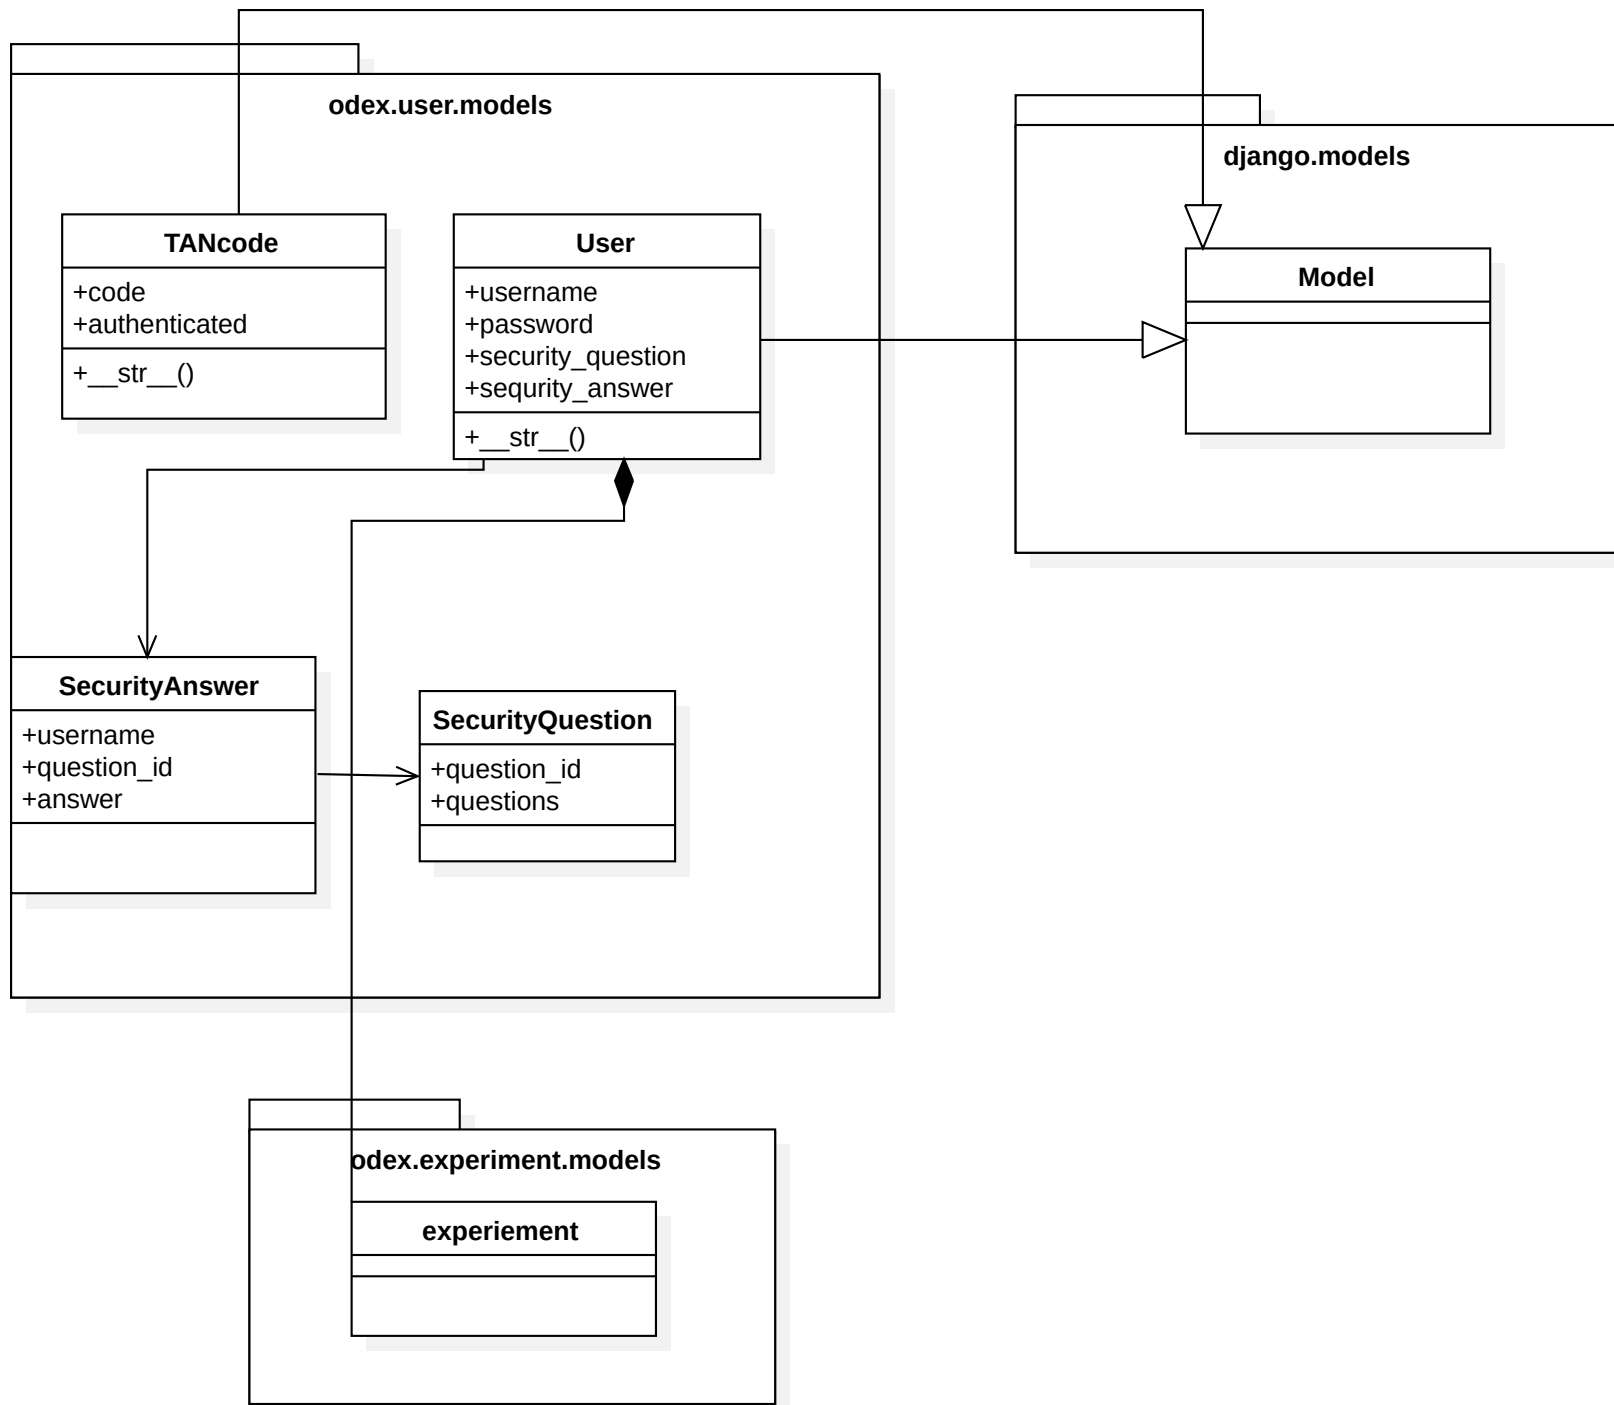 odex.user.models
django.models
TANcode
+code
+authenticated
+__str__()
User
+username
+password
+security_question
+sequrity_answer
+__str__()
Model
SecurityAnswer
+username
+question_id
+answer
SecurityQuestion
+question_id
+questions
odex.experiment.models
experiement